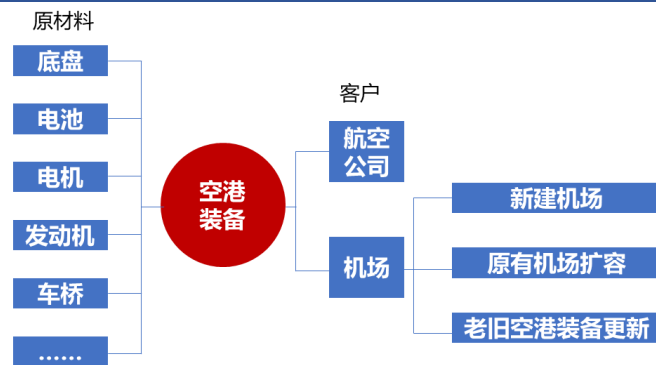 原材料
底盘
电池
电机
发动机
车桥
……
空港
装备
客户
航空
公司
机场
新建机场
原有机场扩容
老旧空港装备更新